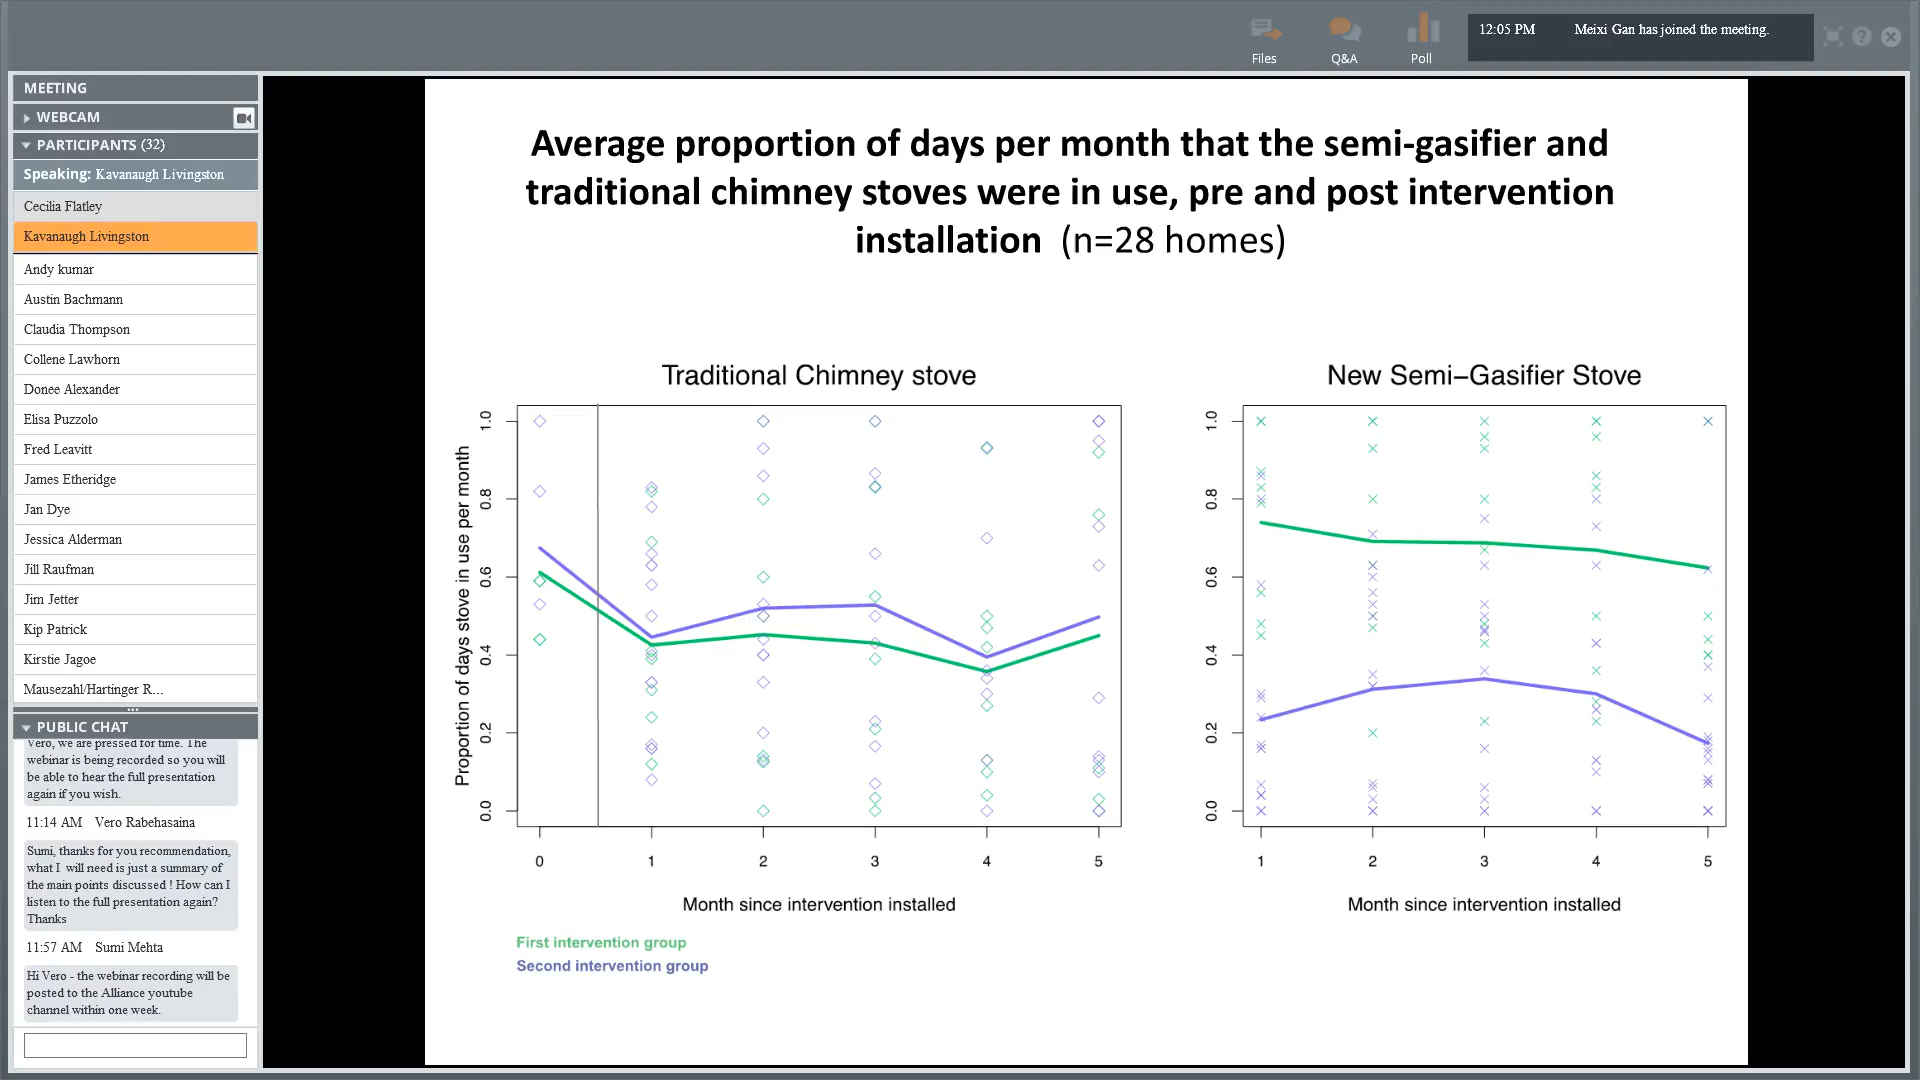 Files
Q&A
Poll
12:05 PM Meixi Gan has joined the meeting.
MEETING
WEBCAM
PARTICIPANTS (32)
Speaking: Kavanaugh Livingston
Cecilia Flatley
Kavanaugh Livingston
Andy kumar
Austin Bachmann
Claudia Thompson
Collene Lawhorn
Donee Alexander
Elisa Puzzolo
Fred Leavitt
James Etheridge
Jan Dye
Jessica Alderman
Jill Raufman
Jim Jetter
Kip Patrick
Kirstie Jagoe
Mausezahl/Hartinger R...
PUBLIC CHAT
Vero, we are pressed for time. The
webinar is being recorded so you will
be able to hear the full presentation
again if you wish.
11:14 AM Vero Rabehasaina
Sumi, thanks for you recommendation,
what I will need is just a summary of
the main points discussed ! How can I
listen to the full presentation again?
Thanks
11:57 AM Sumi Mehta
Hi Vero - the webinar recording will be
posted to the Alliance youtube
channel within one week.
Average proportion of days per month that the semi-gasifier and
traditional chimney stoves were in use, pre and post intervention
installation (n=28 homes)
Traditional Chimney stove
Proportion of days stove in use per month
1.0
0.8
0.6
0.4
0.2
0.0
0 1 2 3 4 5
Month since intervention installed
First intervention group
Second intervention group
New Semi–Gasifier Stove
1.0
0.8
0.6
0.4
0.2
0.0
1 2 3 4 5
Month since intervention installed